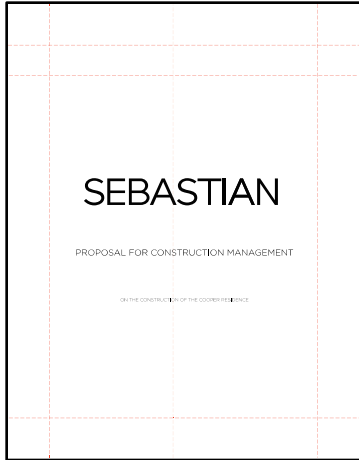 SEBASTIAN
PROPOSAL FOR CONSTRUCTION MANAGEMENT
ON THE CONSTRUCTION OF THE COOPER RESIDENCE